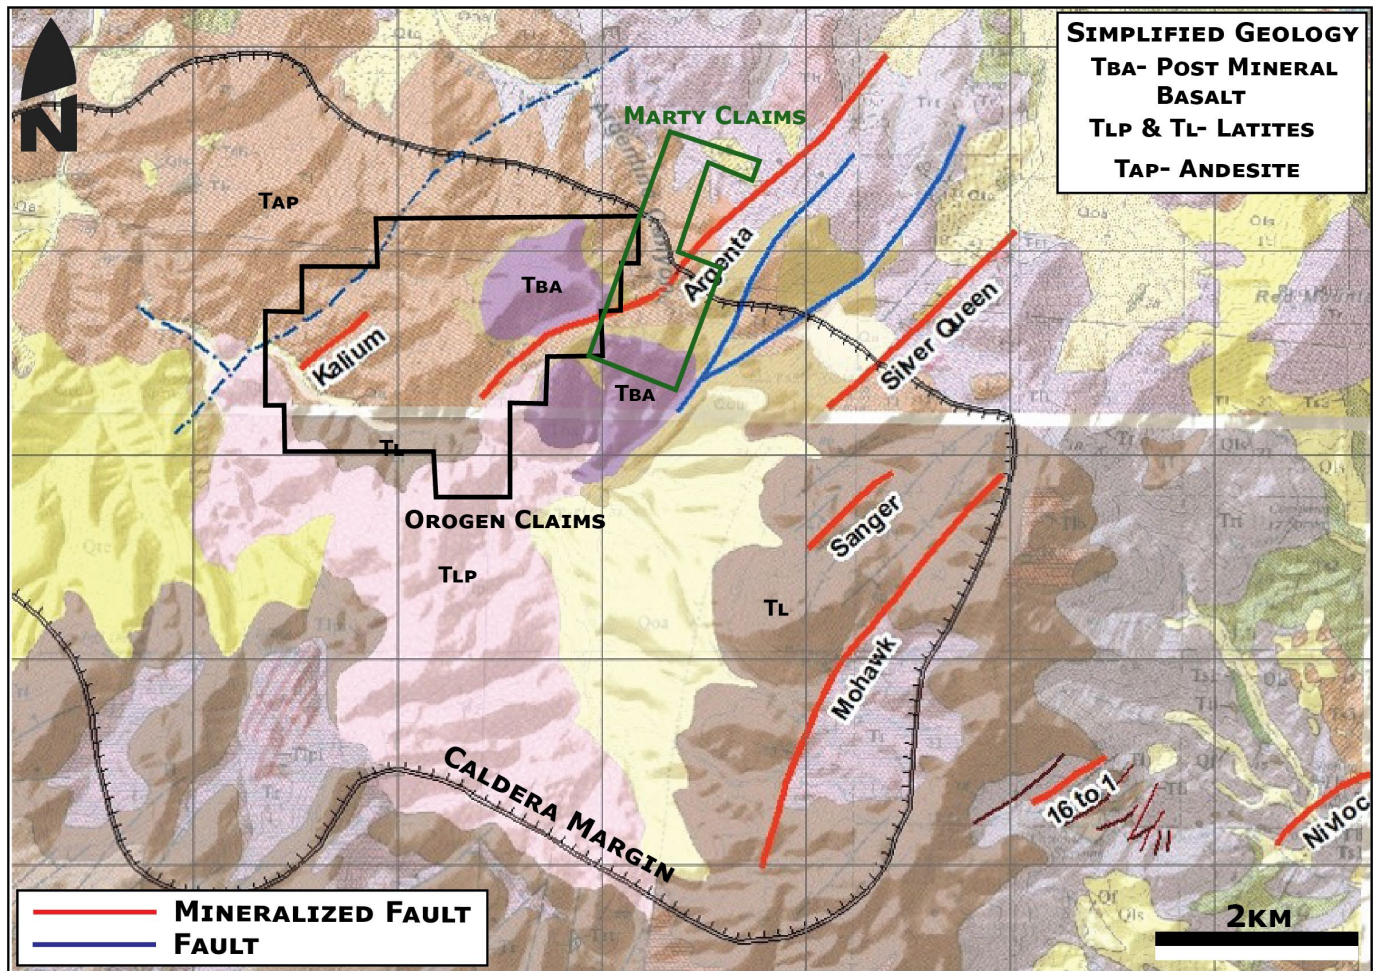 SIMPLIFIED GEOLOGY
TBA- POST MINERAL
BASALT
TLP & TL- LATITES
TAP- ANDESITE
N
MARTY CLAIMS
TAP
TBA
Argenta
Kalium
Silver Queen
TBA
TL
OROGEN CLAIMS
Sanger
TLP
TL
Qoa
Mohawk
CALDERA MARGIN
16 to 1
Nivloc
MINERALIZED FAULT
FAULT
2KM